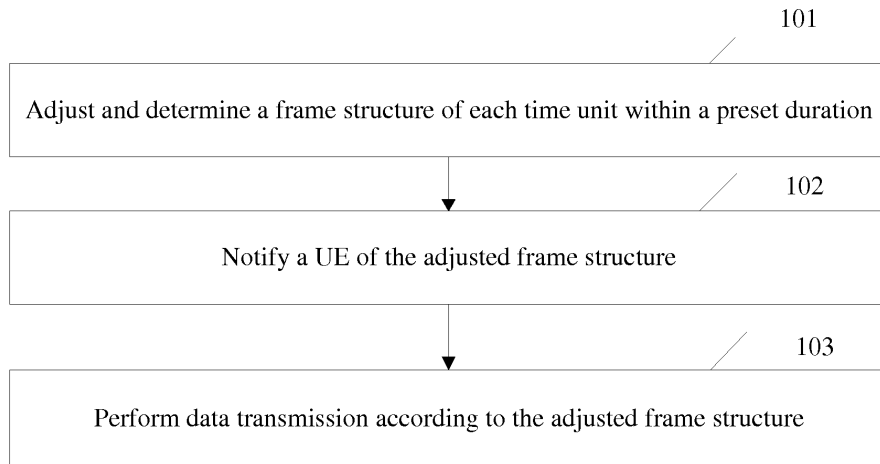 101
Adjust and determine a frame structure of each time unit within a preset duration
102
Notify a UE of the adjusted frame structure
103
Perform data transmission according to the adjusted frame structure